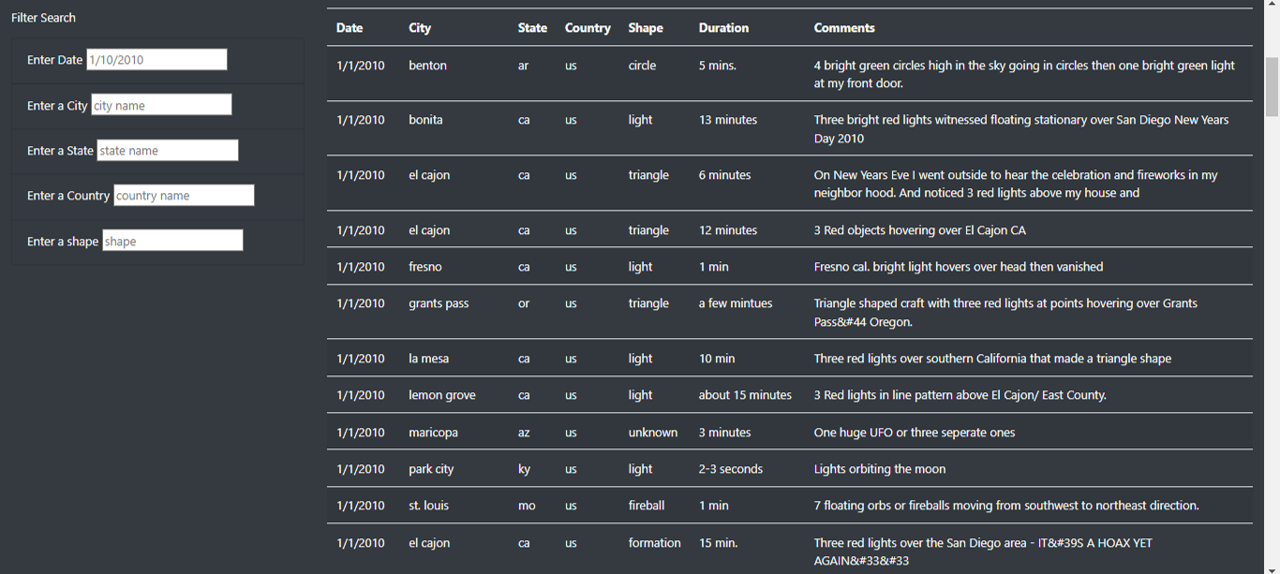 Filter Search
Enter Date 1/10/2010
Enter a City city name
Enter a State state name
Enter a Country country name
Enter a shape shape
Date City State Country Shape Duration Comments
1/1/2010 benton ar us circle 5 mins. 4 bright green circles high in the sky going in circles then one bright green light
at my front door.
1/1/2010 bonita ca us light 13 minutes Three bright red lights witnessed floating stationary over San Diego New Years
Day 2010
1/1/2010 el cajon ca us triangle 6 minutes On New Years Eve I went outside to hear the celebration and fireworks in my
neighbor hood. And noticed 3 red lights above my house and
1/1/2010 el cajon ca us triangle 12 minutes 3 Red objects hovering over El Cajon CA
1/1/2010 fresno ca us light 1 min Fresno cal. bright light hovers over head then vanished
1/1/2010 grants pass or us triangle a few mintues Triangle shaped craft with three red lights at points hovering over Grants
Pass&#44 Oregon.
1/1/2010 la mesa ca us light 10 min Three red lights over southern California that made a triangle shape
1/1/2010 lemon grove ca us light about 15 minutes 3 Red lights in line pattern above El Cajon/ East County.
1/1/2010 maricopa az us unknown 3 minutes One huge UFO or three seperate ones
1/1/2010 park city ky us light 2-3 seconds Lights orbiting the moon
1/1/2010 st. louis mo us fireball 1 min 7 floating orbs or fireballs moving from southwest to northeast direction.
1/1/2010 el cajon ca us formation 15 min. Three red lights over the San Diego area - IT&#39S A HOAX YET
AGAIN&#33&#33